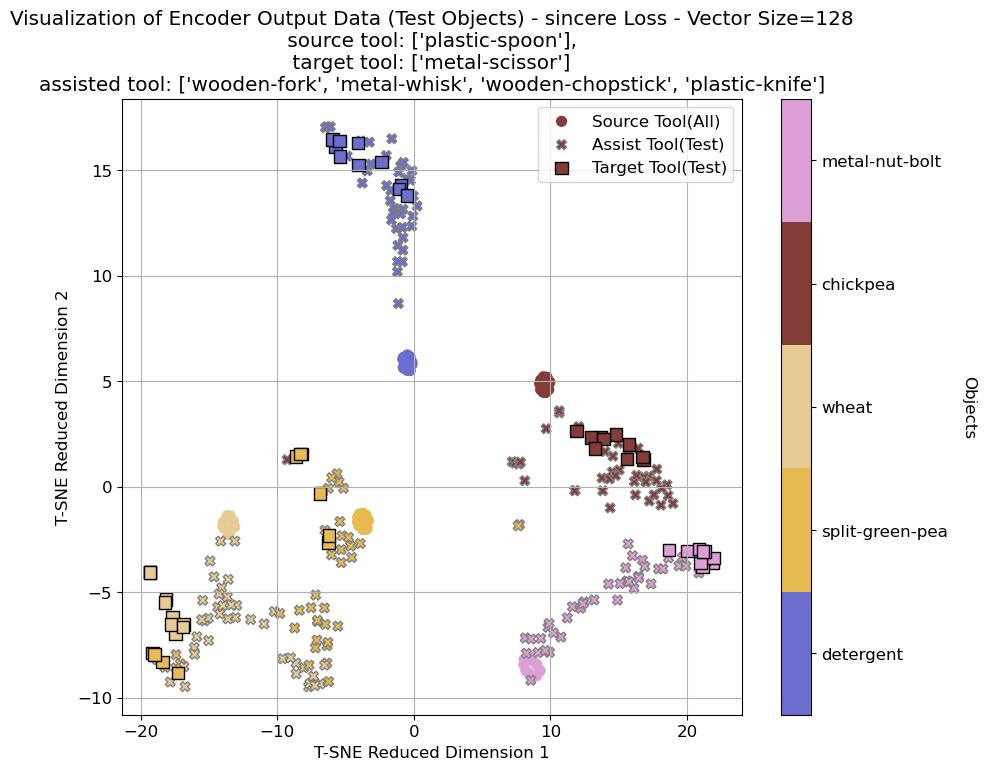 Visualization of Encoder Output Data (Test Objects) - sincere Loss - Vector Size=128
source tool: ['plastic-spoon'],
target tool: ['metal-scissor']
assisted tool: ['wooden-fork', 'metal-whisk', 'wooden-chopstick', 'plastic-knife']
Source Tool(All)
Assist Tool(Test)
Target Tool(Test)
T-SNE Reduced Dimension 2
15
10
5
0
−5
−10
−20
−10
0
10
20
T-SNE Reduced Dimension 1
metal-nut-bolt
chickpea
wheat
split-green-pea
detergent
Objects